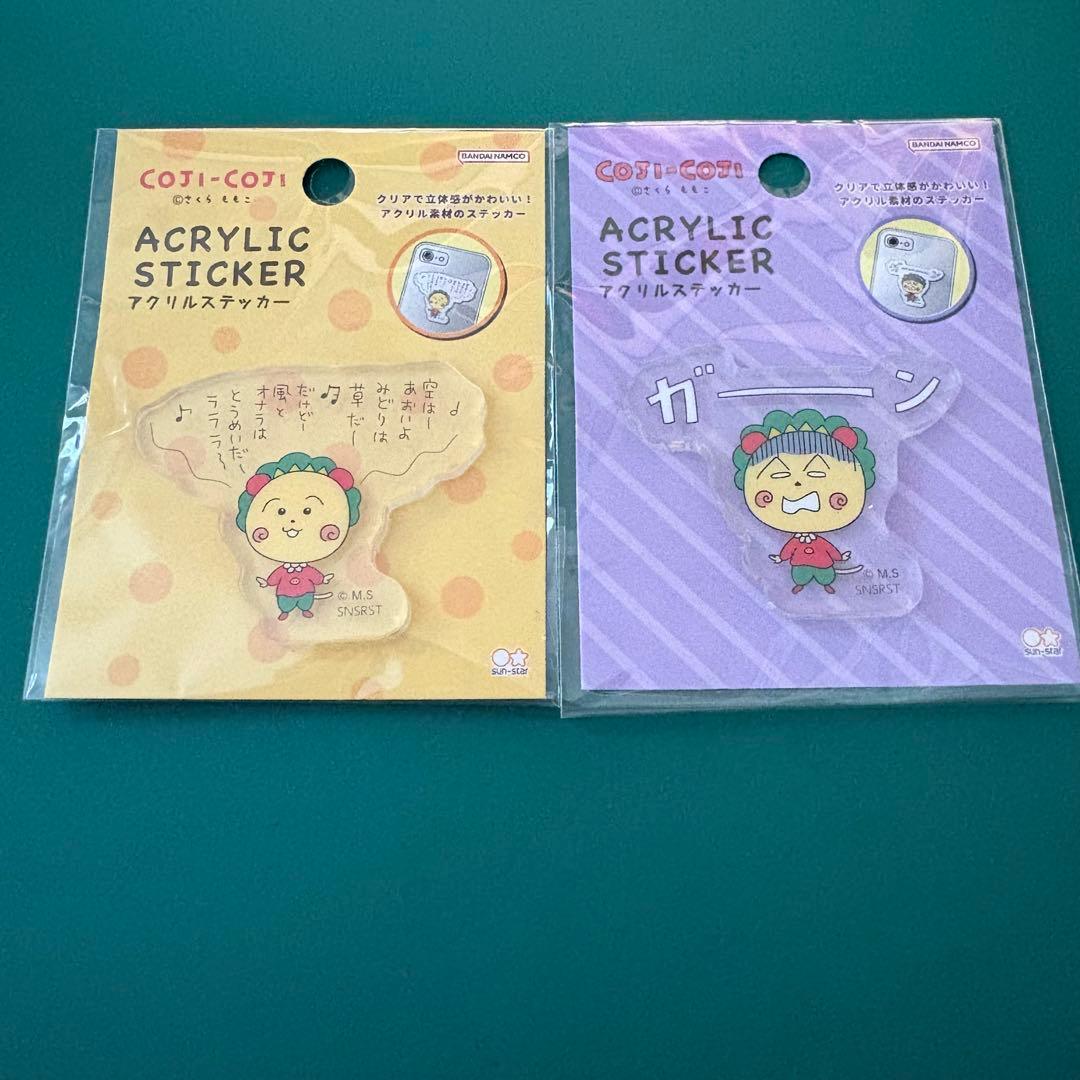 BANDAI NAMCO
COJI-COJI
©さくらももこ
クリアで立体感がかわいい!
アクリル素材のステッカー
ACRYLIC
STICKER
アクリルステッカー
空はー
あおいよ
みどりは
草だー
だけどー
風と
オナラは
とうめいだー
ラララ〜
© M.S
SNSRST
sun-star
BANDAI NAMCO
COJI-COJI
©さくらももこ
クリアで立体感がかわいい!
アクリル素材のステッカー
ACRYLIC
STICKER
アクリルステッカー
ガーン
© M.S
SNSRST
sun-star